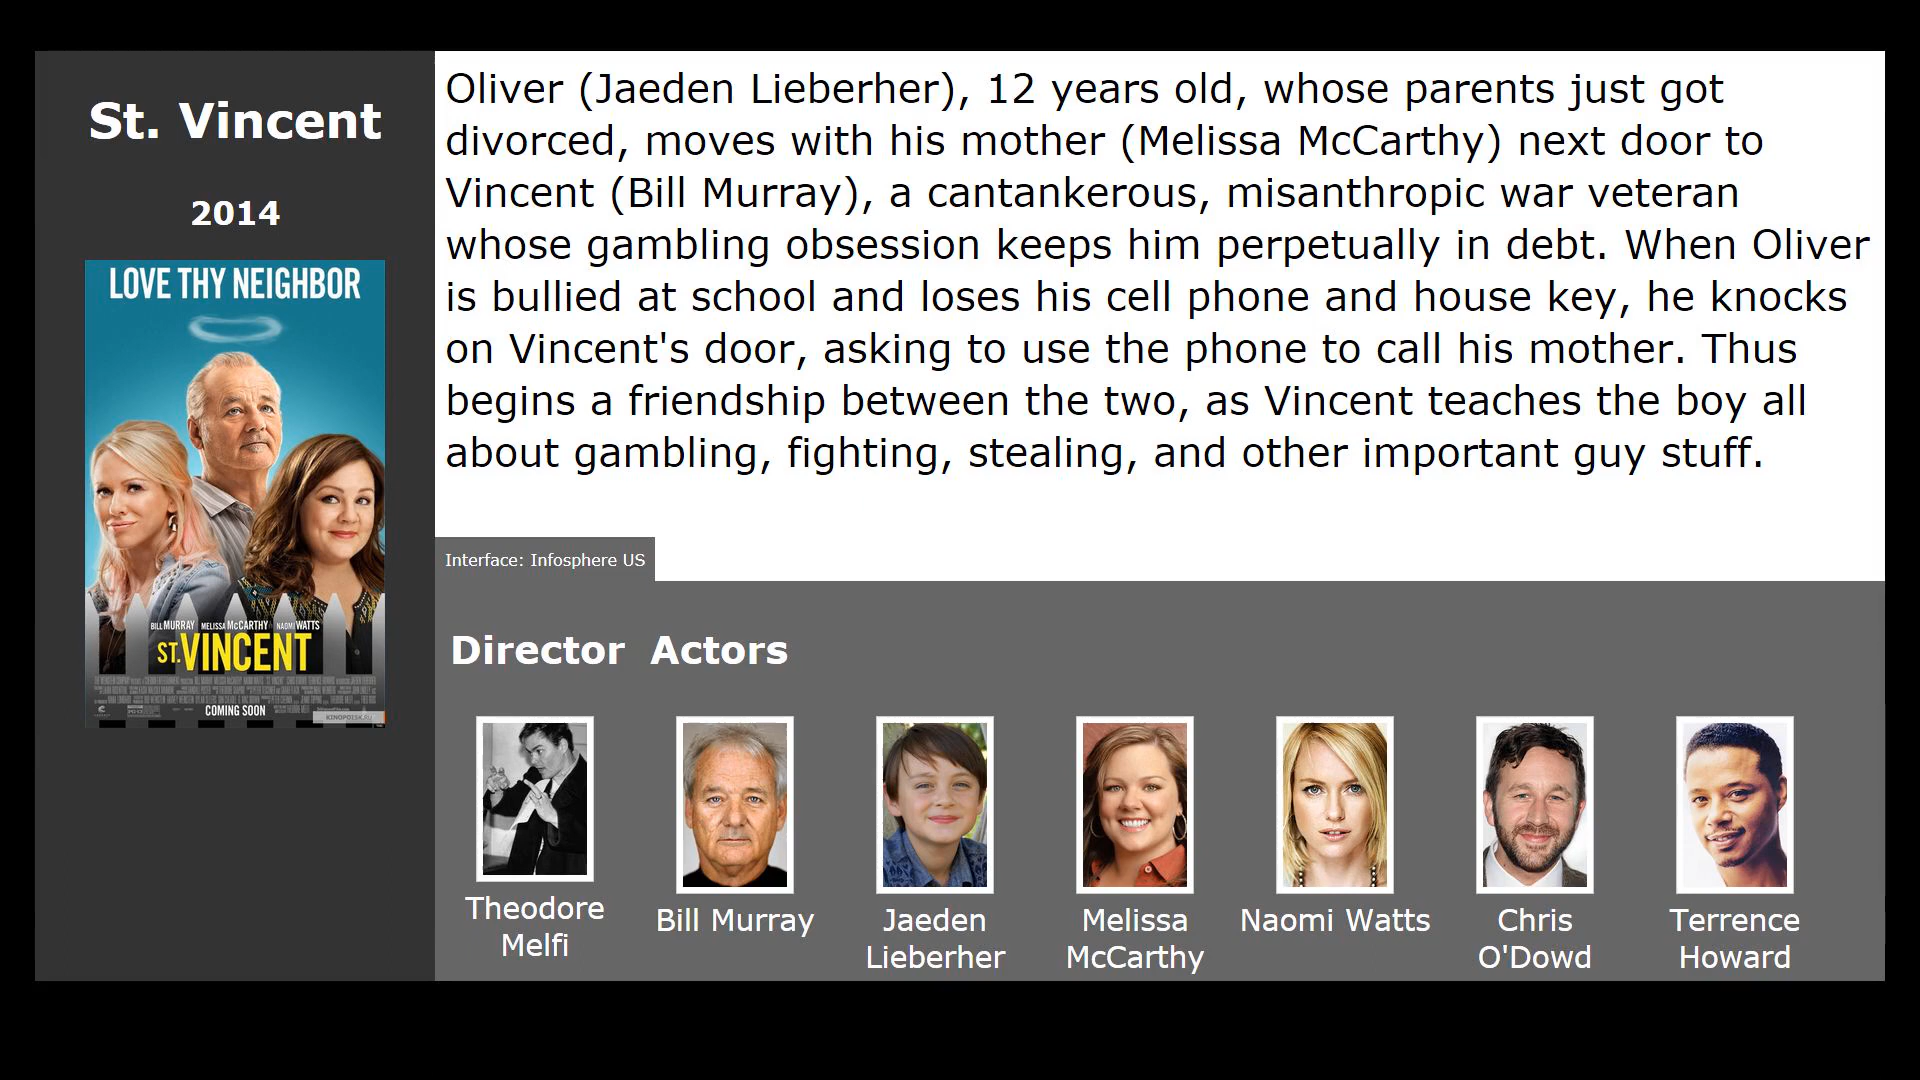 St. Vincent
2014
LOVE THY NEIGHBOR
BILL MURRAY MELISSA McCARTHY NAOMI WATTS
ST. VINCENT
COMING SOON
KINOPOISK.RU
Oliver (Jaeden Lieberher), 12 years old, whose parents just got
divorced, moves with his mother (Melissa McCarthy) next door to
Vincent (Bill Murray), a cantankerous, misanthropic war veteran
whose gambling obsession keeps him perpetually in debt. When Oliver
is bullied at school and loses his cell phone and house key, he knocks
on Vincent's door, asking to use the phone to call his mother. Thus
begins a friendship between the two, as Vincent teaches the boy all
about gambling, fighting, stealing, and other important guy stuff.
Interface: Infosphere US
Director Actors
Theodore
Melfi
Bill Murray
Jaeden
Lieberher
Melissa
McCarthy
Naomi Watts
Chris
O'Dowd
Terrence
Howard